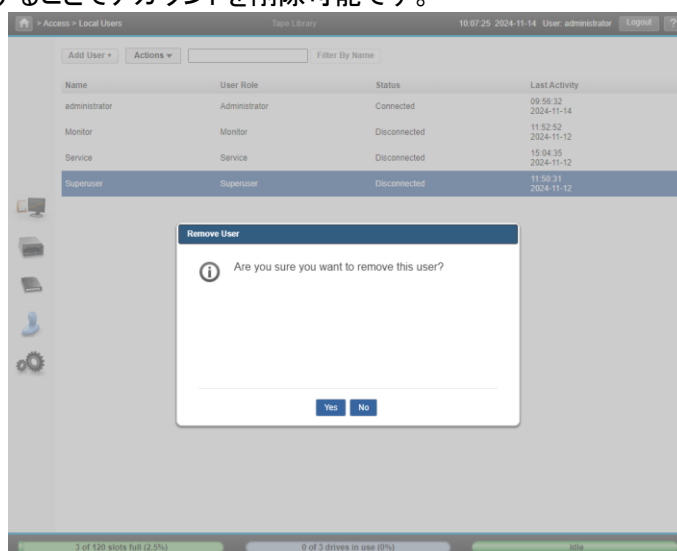 することでアカウントを削除可能です。
> Access > Local Users Tape Library 10:07:25 2024-11-14 User: administrator Logout ?
Add User + Actions Filter By Name
Name User Role Status Last Activity
administrator Administrator Connected 09:56:32
2024-11-14
Monitor Monitor Disconnected 11:52:52
2024-11-12
Service Service Disconnected 15:04:35
2024-11-12
Superuser Superuser Disconnected 11:50:31
2024-11-12
Remove User
Are you sure you want to remove this user?
Yes No
3 of 120 slots full (2.5%) 0 of 3 drives in use (0%) Idle